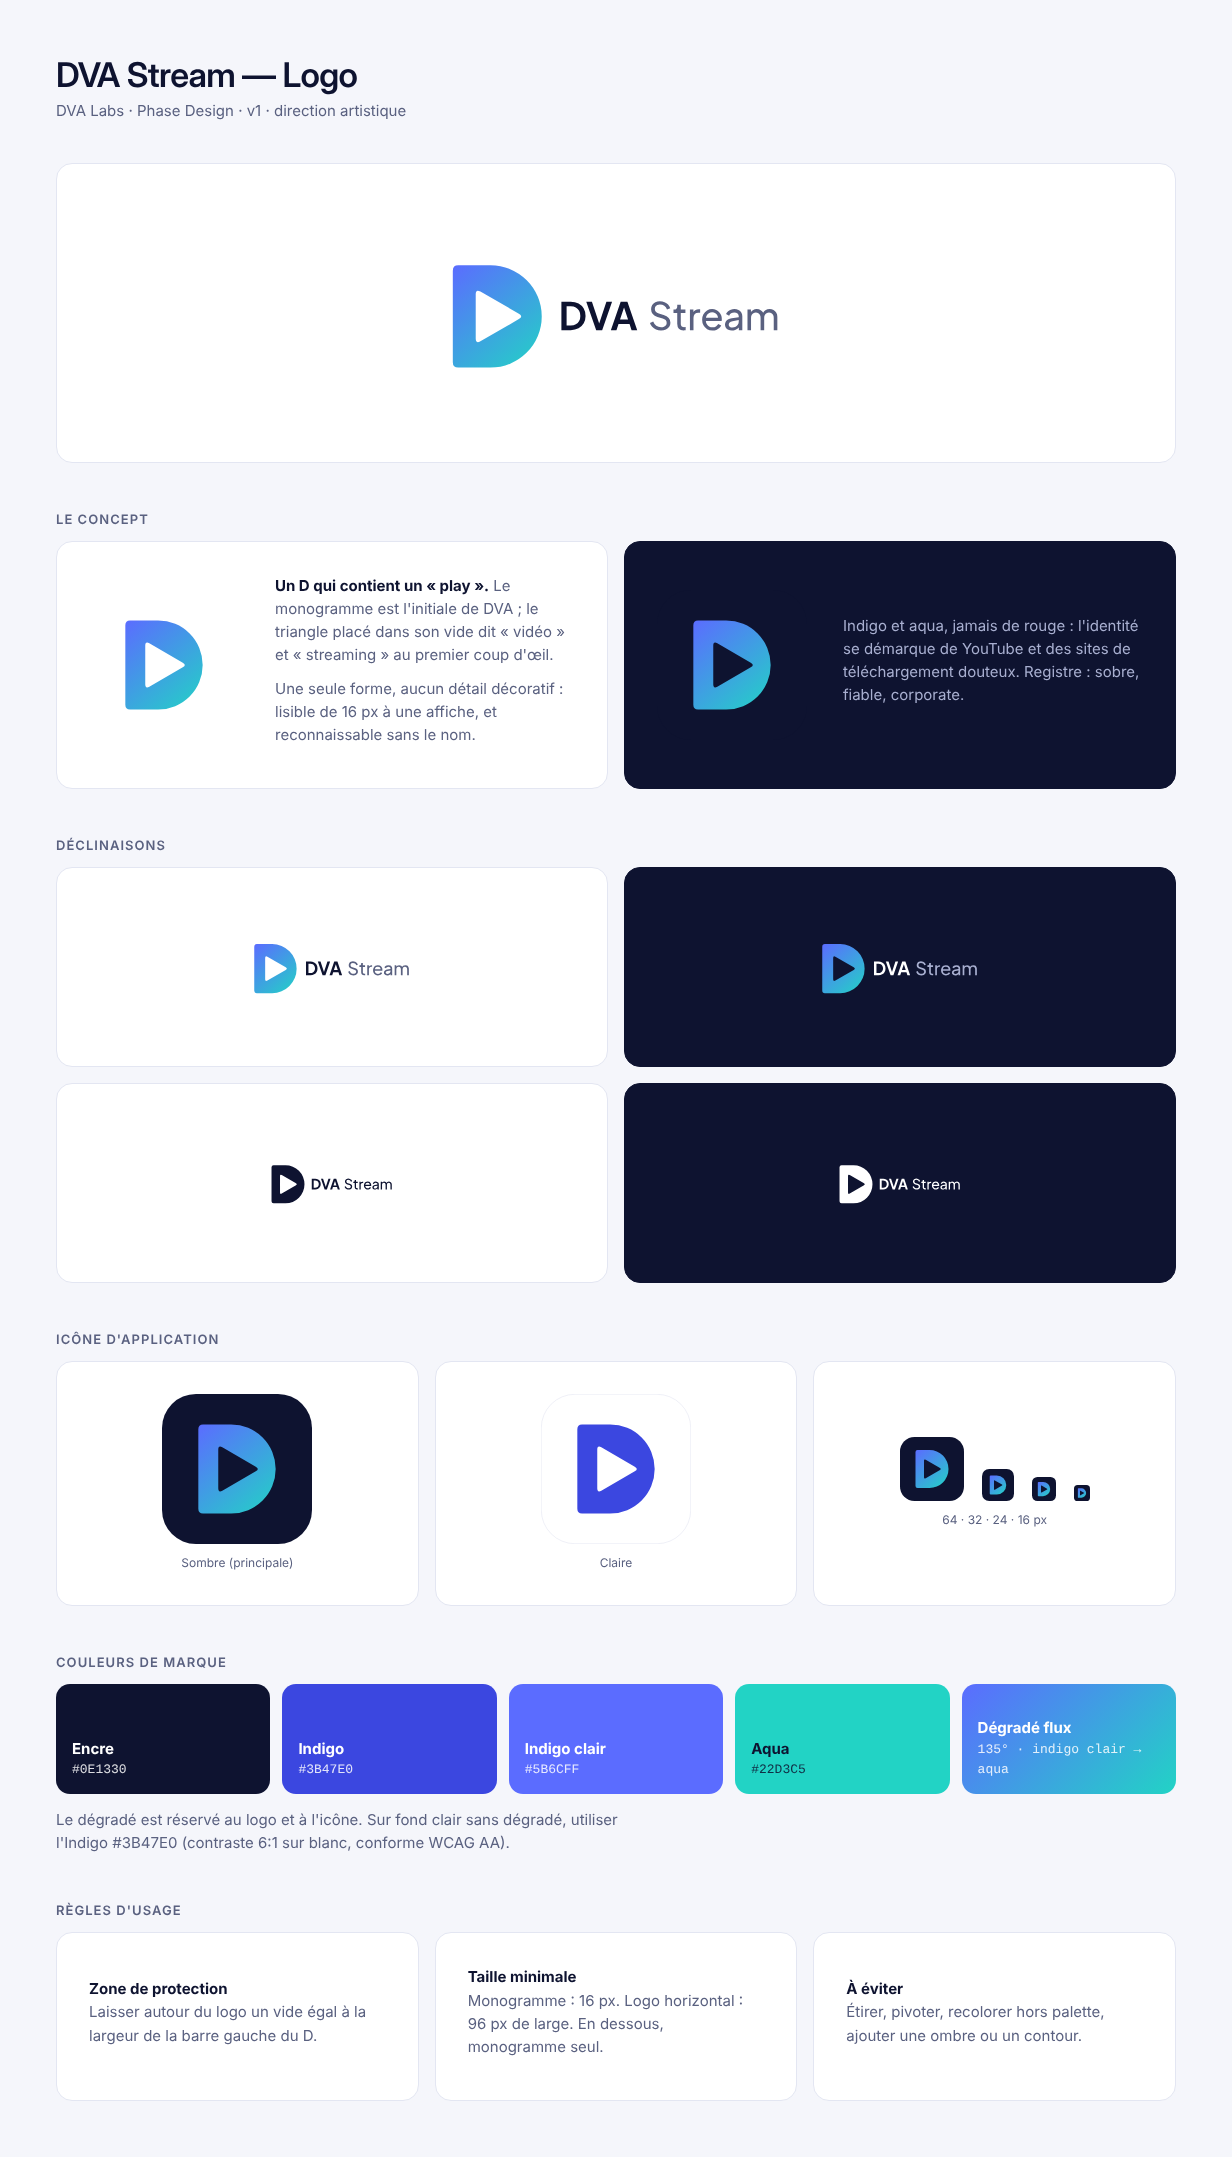 DVA Stream — Logo
DVA Labs · Phase Design · v1 · direction artistique
DVA Stream
LE CONCEPT
Un D qui contient un « play ». Le
monogramme est l'initiale de DVA ; le
triangle placé dans son vide dit « vidéo »
et « streaming » au premier coup d'œil.
Une seule forme, aucun détail décoratif :
lisible de 16 px à une affiche, et
reconnaissable sans le nom.
Indigo et aqua, jamais de rouge : l'identité
se démarque de YouTube et des sites de
téléchargement douteux. Registre : sobre,
fiable, corporate.
DÉCLINAISONS
DVA Stream
DVA Stream
DVA Stream
DVA Stream
ICÔNE D'APPLICATION
Sombre (principale)
Claire
64 · 32 · 24 · 16 px
COULEURS DE MARQUE
Encre
#0E1330
Indigo
#3B47E0
Indigo clair
#5B6CFF
Aqua
#22D3C5
Dégradé flux
135° · indigo clair →
aqua
Le dégradé est réservé au logo et à l'icône. Sur fond clair sans dégradé, utiliser
l'Indigo #3B47E0 (contraste 6:1 sur blanc, conforme WCAG AA).
RÈGLES D'USAGE
Zone de protection
Laisser autour du logo un vide égal à la
largeur de la barre gauche du D.
Taille minimale
Monogramme : 16 px. Logo horizontal :
96 px de large. En dessous,
monogramme seul.
À éviter
Étirer, pivoter, recolorer hors palette,
ajouter une ombre ou un contour.